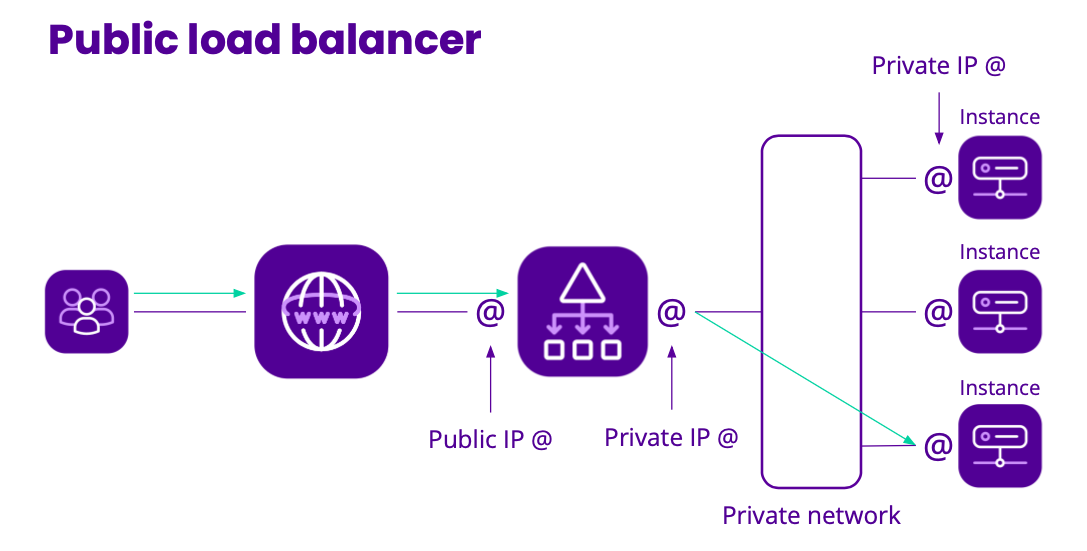 Public load balancer
Private IP @
Instance
@
Instance
www
@
@
@
Instance
@
Public IP @
Private IP @
Private network